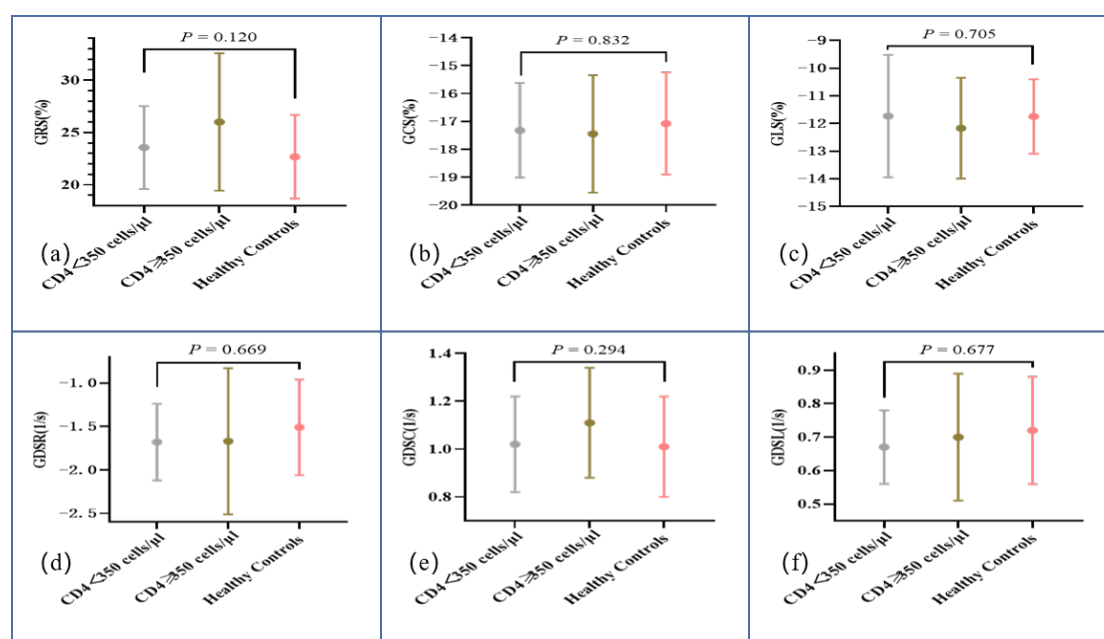 P = 0.120
GRS(%)
30
25
20
(a)
CD4<350 cells/μl
CD4⩾350 cells/μl
Healthy Controls
P = 0.832
GCS(%)
−14
−15
−16
−17
−18
−19
−20
(b)
CD4<350 cells/μl
CD4⩾350 cells/μl
Healthy Controls
P = 0.705
GLS(%)
−9
−10
−11
−12
−13
−14
−15
(c)
CD4<350 cells/μl
CD4⩾350 cells/μl
Healthy Controls
P = 0.669
GDSR(1/s)
−1.0
−1.5
−2.0
−2.5
(d)
CD4<350 cells/μl
CD4⩾350 cells/μl
Healthy Controls
P = 0.294
GDSC(1/s)
1.4
1.2
1.0
0.8
(e)
CD4<350 cells/μl
CD4⩾350 cells/μl
Healthy Controls
P = 0.677
GDSL(1/s)
0.9
0.8
0.7
0.6
0.5
(f)
CD4<350 cells/μl
CD4⩾350 cells/μl
Healthy Controls